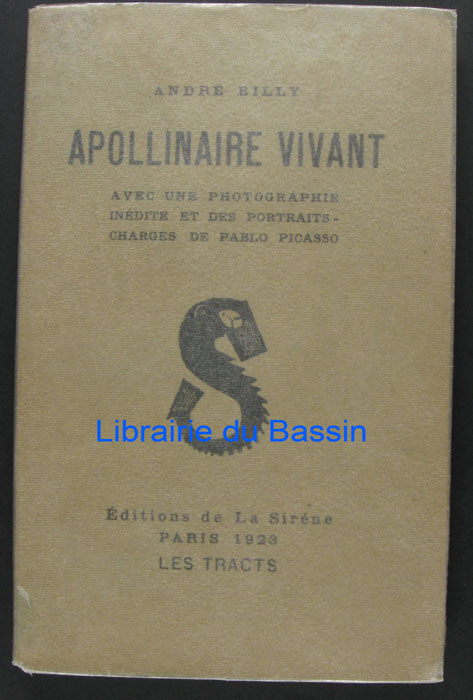 ANDRÉ BILLY
APOLLINAIRE VIVANT
AVEC UNE PHOTOGRAPHIE
INÉDITE ET DES PORTRAITS-
CHARGES DE PABLO PICASSO
Librairie du Bassin
Éditions de La Siréne
PARIS 1923
LES TRACTS